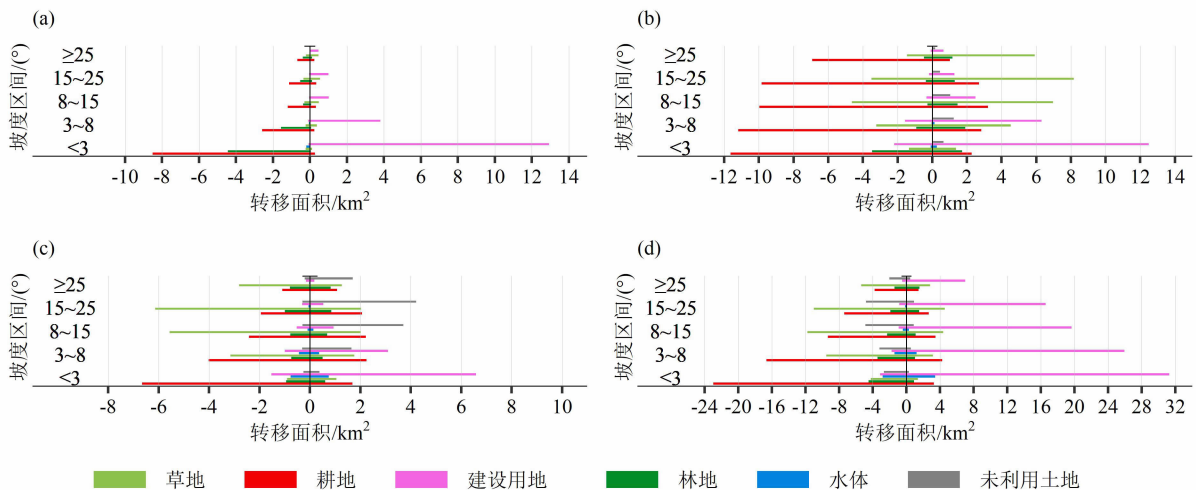 (a)
坡度区间/(°)
≥25
15~25
8~15
3~8
<3
-10 -8 -6 -4 -2 0 2 4 6 8 10 12 14
转移面积/km²
(b)
坡度区间/(°)
≥25
15~25
8~15
3~8
<3
-12 -10 -8 -6 -4 -2 0 2 4 6 8 10 12 14
转移面积/km²
(c)
坡度区间/(°)
≥25
15~25
8~15
3~8
<3
-8 -6 -4 -2 0 2 4 6 8 10
转移面积/km²
(d)
坡度区间/(°)
≥25
15~25
8~15
3~8
<3
-24 -20 -16 -12 -8 -4 0 4 8 12 16 20 24 28 32
转移面积/km²
草地 耕地 建设用地 林地 水体 未利用土地